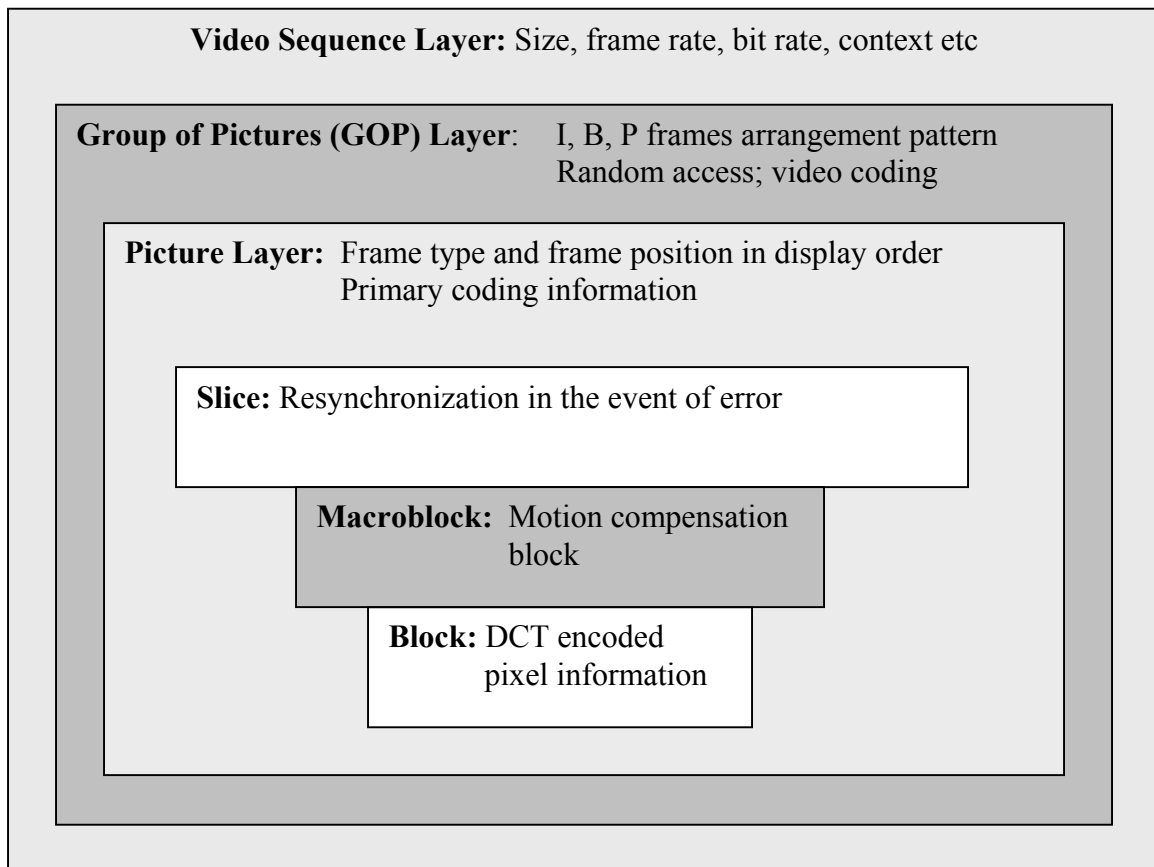 Video Sequence Layer: Size, frame rate, bit rate, context etc
Group of Pictures (GOP) Layer: I, B, P frames arrangement pattern
Random access; video coding
Picture Layer: Frame type and frame position in display order
Primary coding information
Slice: Resynchronization in the event of error
Macroblock: Motion compensation
block
Block: DCT encoded
pixel information